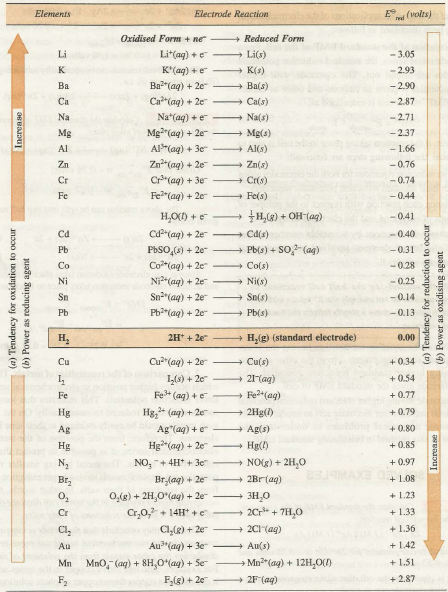 Elements Electrode Reaction E⊖red (volts)
Oxidised Form + ne⁻ ⟶ Reduced Form
Li Li⁺(aq) + e⁻ ⟶ Li(s) – 3.05
K K⁺(aq) + e⁻ ⟶ K(s) – 2.93
Ba Ba²⁺(aq) + 2e⁻ ⟶ Ba(s) – 2.90
Ca Ca²⁺(aq) + 2e⁻ ⟶ Ca(s) – 2.87
Na Na⁺(aq) + e⁻ ⟶ Na(s) – 2.71
Mg Mg²⁺(aq) + 2e⁻ ⟶ Mg(s) – 2.37
Al Al³⁺(aq) + 3e⁻ ⟶ Al(s) – 1.66
Zn Zn²⁺(aq) + 2e⁻ ⟶ Zn(s) – 0.76
Cr Cr³⁺(aq) + 3e⁻ ⟶ Cr(s) – 0.74
Fe Fe²⁺(aq) + 2e⁻ ⟶ Fe(s) – 0.44
H₂O(l) + e⁻ ⟶ ½ H₂(g) + OH⁻(aq) – 0.41
Cd Cd²⁺(aq) + 2e⁻ ⟶ Cd(s) – 0.40
Pb PbSO₄(s) + 2e⁻ ⟶ Pb(s) + SO₄²⁻(aq) – 0.31
Co Co²⁺(aq) + 2e⁻ ⟶ Co(s) – 0.28
Ni Ni²⁺(aq) + 2e⁻ ⟶ Ni(s) – 0.25
Sn Sn²⁺(aq) + 2e⁻ ⟶ Sn(s) – 0.14
Pb Pb²⁺(aq) + 2e⁻ ⟶ Pb(s) – 0.13
H₂ 2H⁺ + 2e⁻ ⟶ H₂(g) (standard electrode) 0.00
Cu Cu²⁺(aq) + 2e⁻ ⟶ Cu(s) + 0.34
I₂ I₂(s) + 2e⁻ ⟶ 2I⁻(aq) + 0.54
Fe Fe³⁺(aq) + e⁻ ⟶ Fe²⁺(aq) + 0.77
Hg Hg₂²⁺(aq) + 2e⁻ ⟶ 2Hg(l) + 0.79
Ag Ag⁺(aq) + e⁻ ⟶ Ag(s) + 0.80
Hg Hg²⁺(aq) + 2e⁻ ⟶ Hg(l) + 0.85
N₂ NO₃⁻ + 4H⁺ + 3e⁻ ⟶ NO(g) + 2H₂O + 0.97
Br₂ Br₂(aq) + 2e⁻ ⟶ 2Br⁻(aq) + 1.08
O₂ O₂(g) + 2H₃O⁺(aq) + 2e⁻ ⟶ 3H₂O + 1.23
Cr Cr₂O₇²⁻ + 14H⁺ + e⁻ ⟶ 2Cr³⁺ + 7H₂O + 1.33
Cl₂ Cl₂(g) + 2e⁻ ⟶ 2Cl⁻(aq) + 1.36
Au Au³⁺(aq) + 3e⁻ ⟶ Au(s) + 1.42
Mn MnO₄⁻(aq) + 8H₃O⁺(aq) + 5e⁻ ⟶ Mn²⁺(aq) + 12H₂O(l) + 1.51
F₂ F₂(g) + 2e⁻ ⟶ 2F⁻(aq) + 2.87
Increase
(a) Tendency for oxidation to occur
(b) Power as reducing agent
(a) Tendency for reduction to occur
(b) Power as oxidising agent
Increase